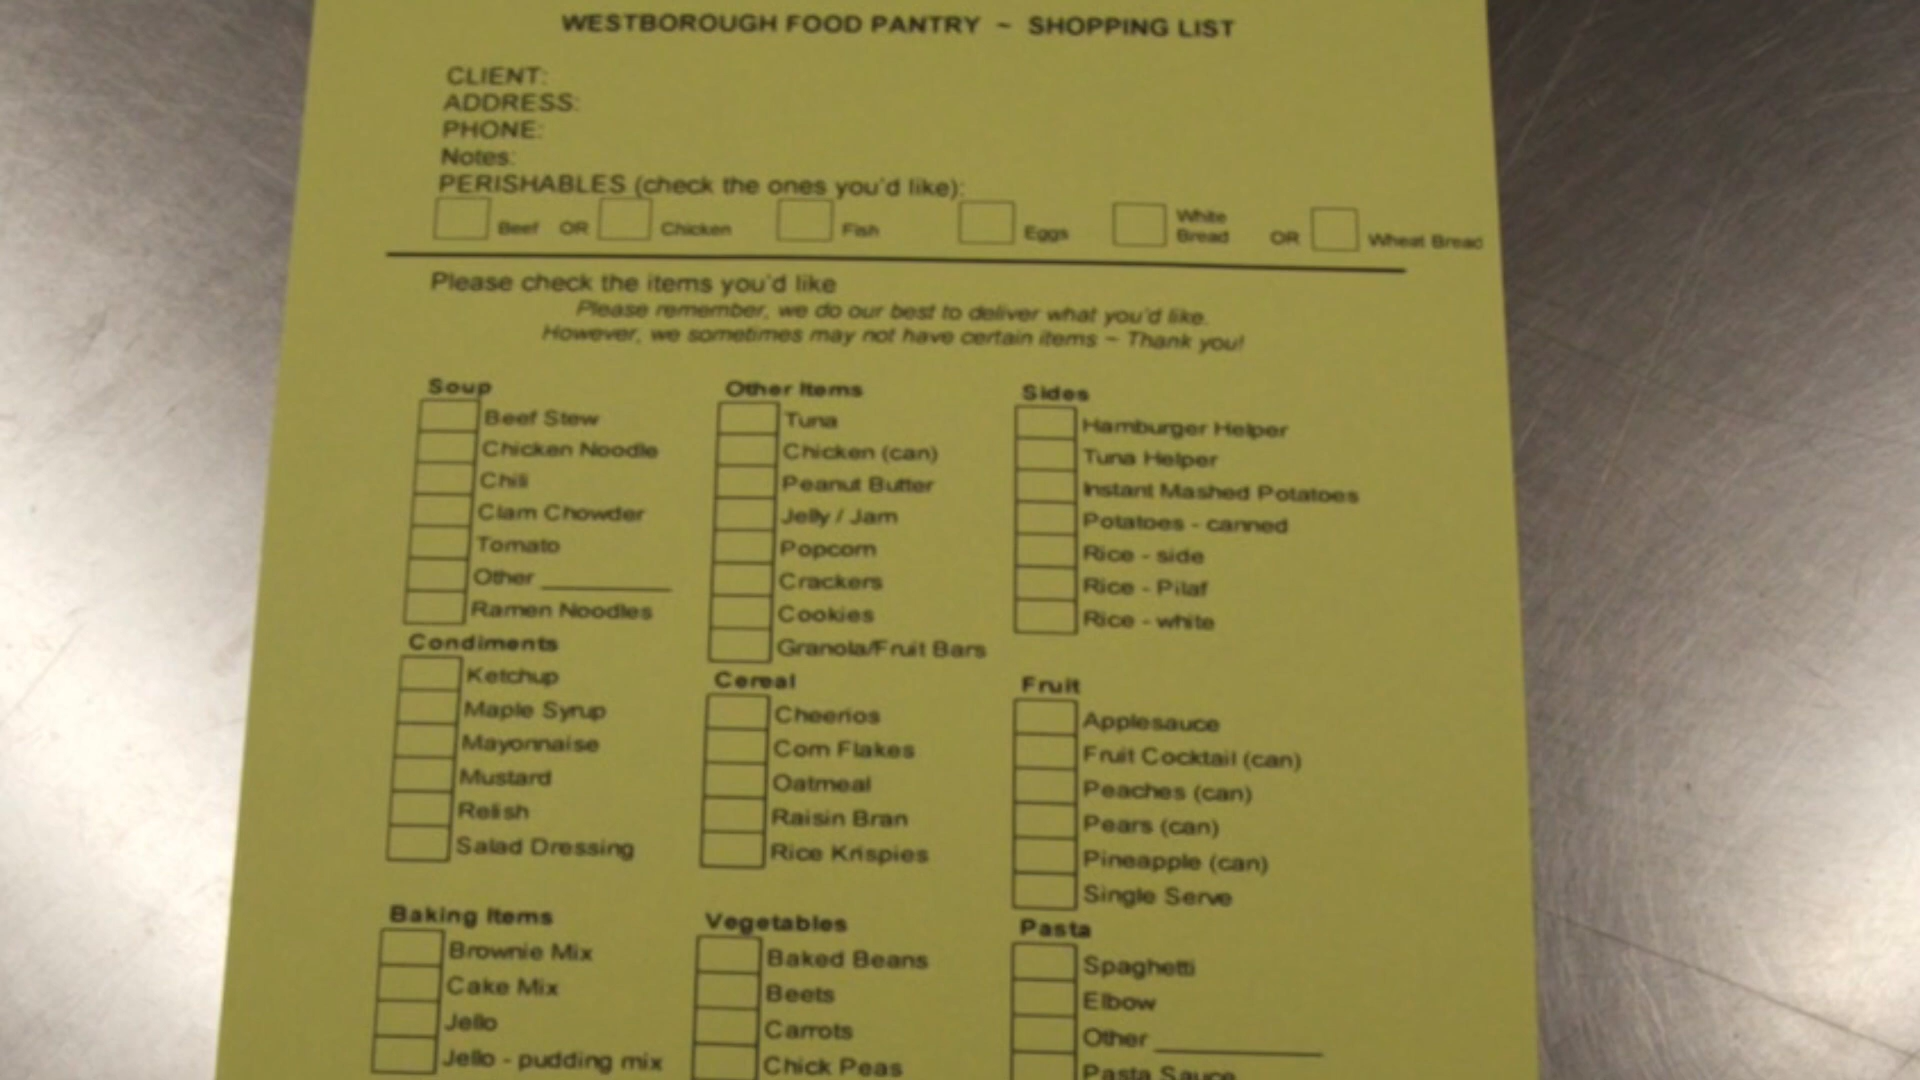 WESTBOROUGH FOOD PANTRY ~ SHOPPING LIST
CLIENT:
ADDRESS:
PHONE:
Notes:
PERISHABLES (check the ones you'd like):
Beef OR Chicken Fish Eggs White Bread OR Wheat Bread
Please check the items you'd like
Please remember, we do our best to deliver what you'd like.
However, we sometimes may not have certain items ~ Thank you!
Soup
Beef Stew
Chicken Noodle
Chili
Clam Chowder
Tomato
Other __________
Ramen Noodles
Condiments
Ketchup
Maple Syrup
Mayonnaise
Mustard
Relish
Salad Dressing
Baking Items
Brownie Mix
Cake Mix
Jello
Jello - pudding mix
Other Items
Tuna
Chicken (can)
Peanut Butter
Jelly / Jam
Popcorn
Crackers
Cookies
Granola/Fruit Bars
Cereal
Cheerios
Corn Flakes
Oatmeal
Raisin Bran
Rice Krispies
Vegetables
Baked Beans
Beets
Carrots
Chick Peas
Sides
Hamburger Helper
Tuna Helper
Instant Mashed Potatoes
Potatoes - canned
Rice - side
Rice - Pilaf
Rice - white
Fruit
Applesauce
Fruit Cocktail (can)
Peaches (can)
Pears (can)
Pineapple (can)
Single Serve
Pasta
Spaghetti
Elbow
Other ____________
Pasta Sauce